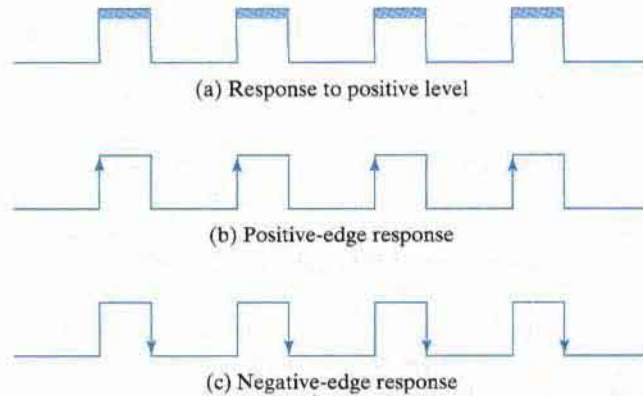 (a) Response to positive level
(b) Positive-edge response
(c) Negative-edge response